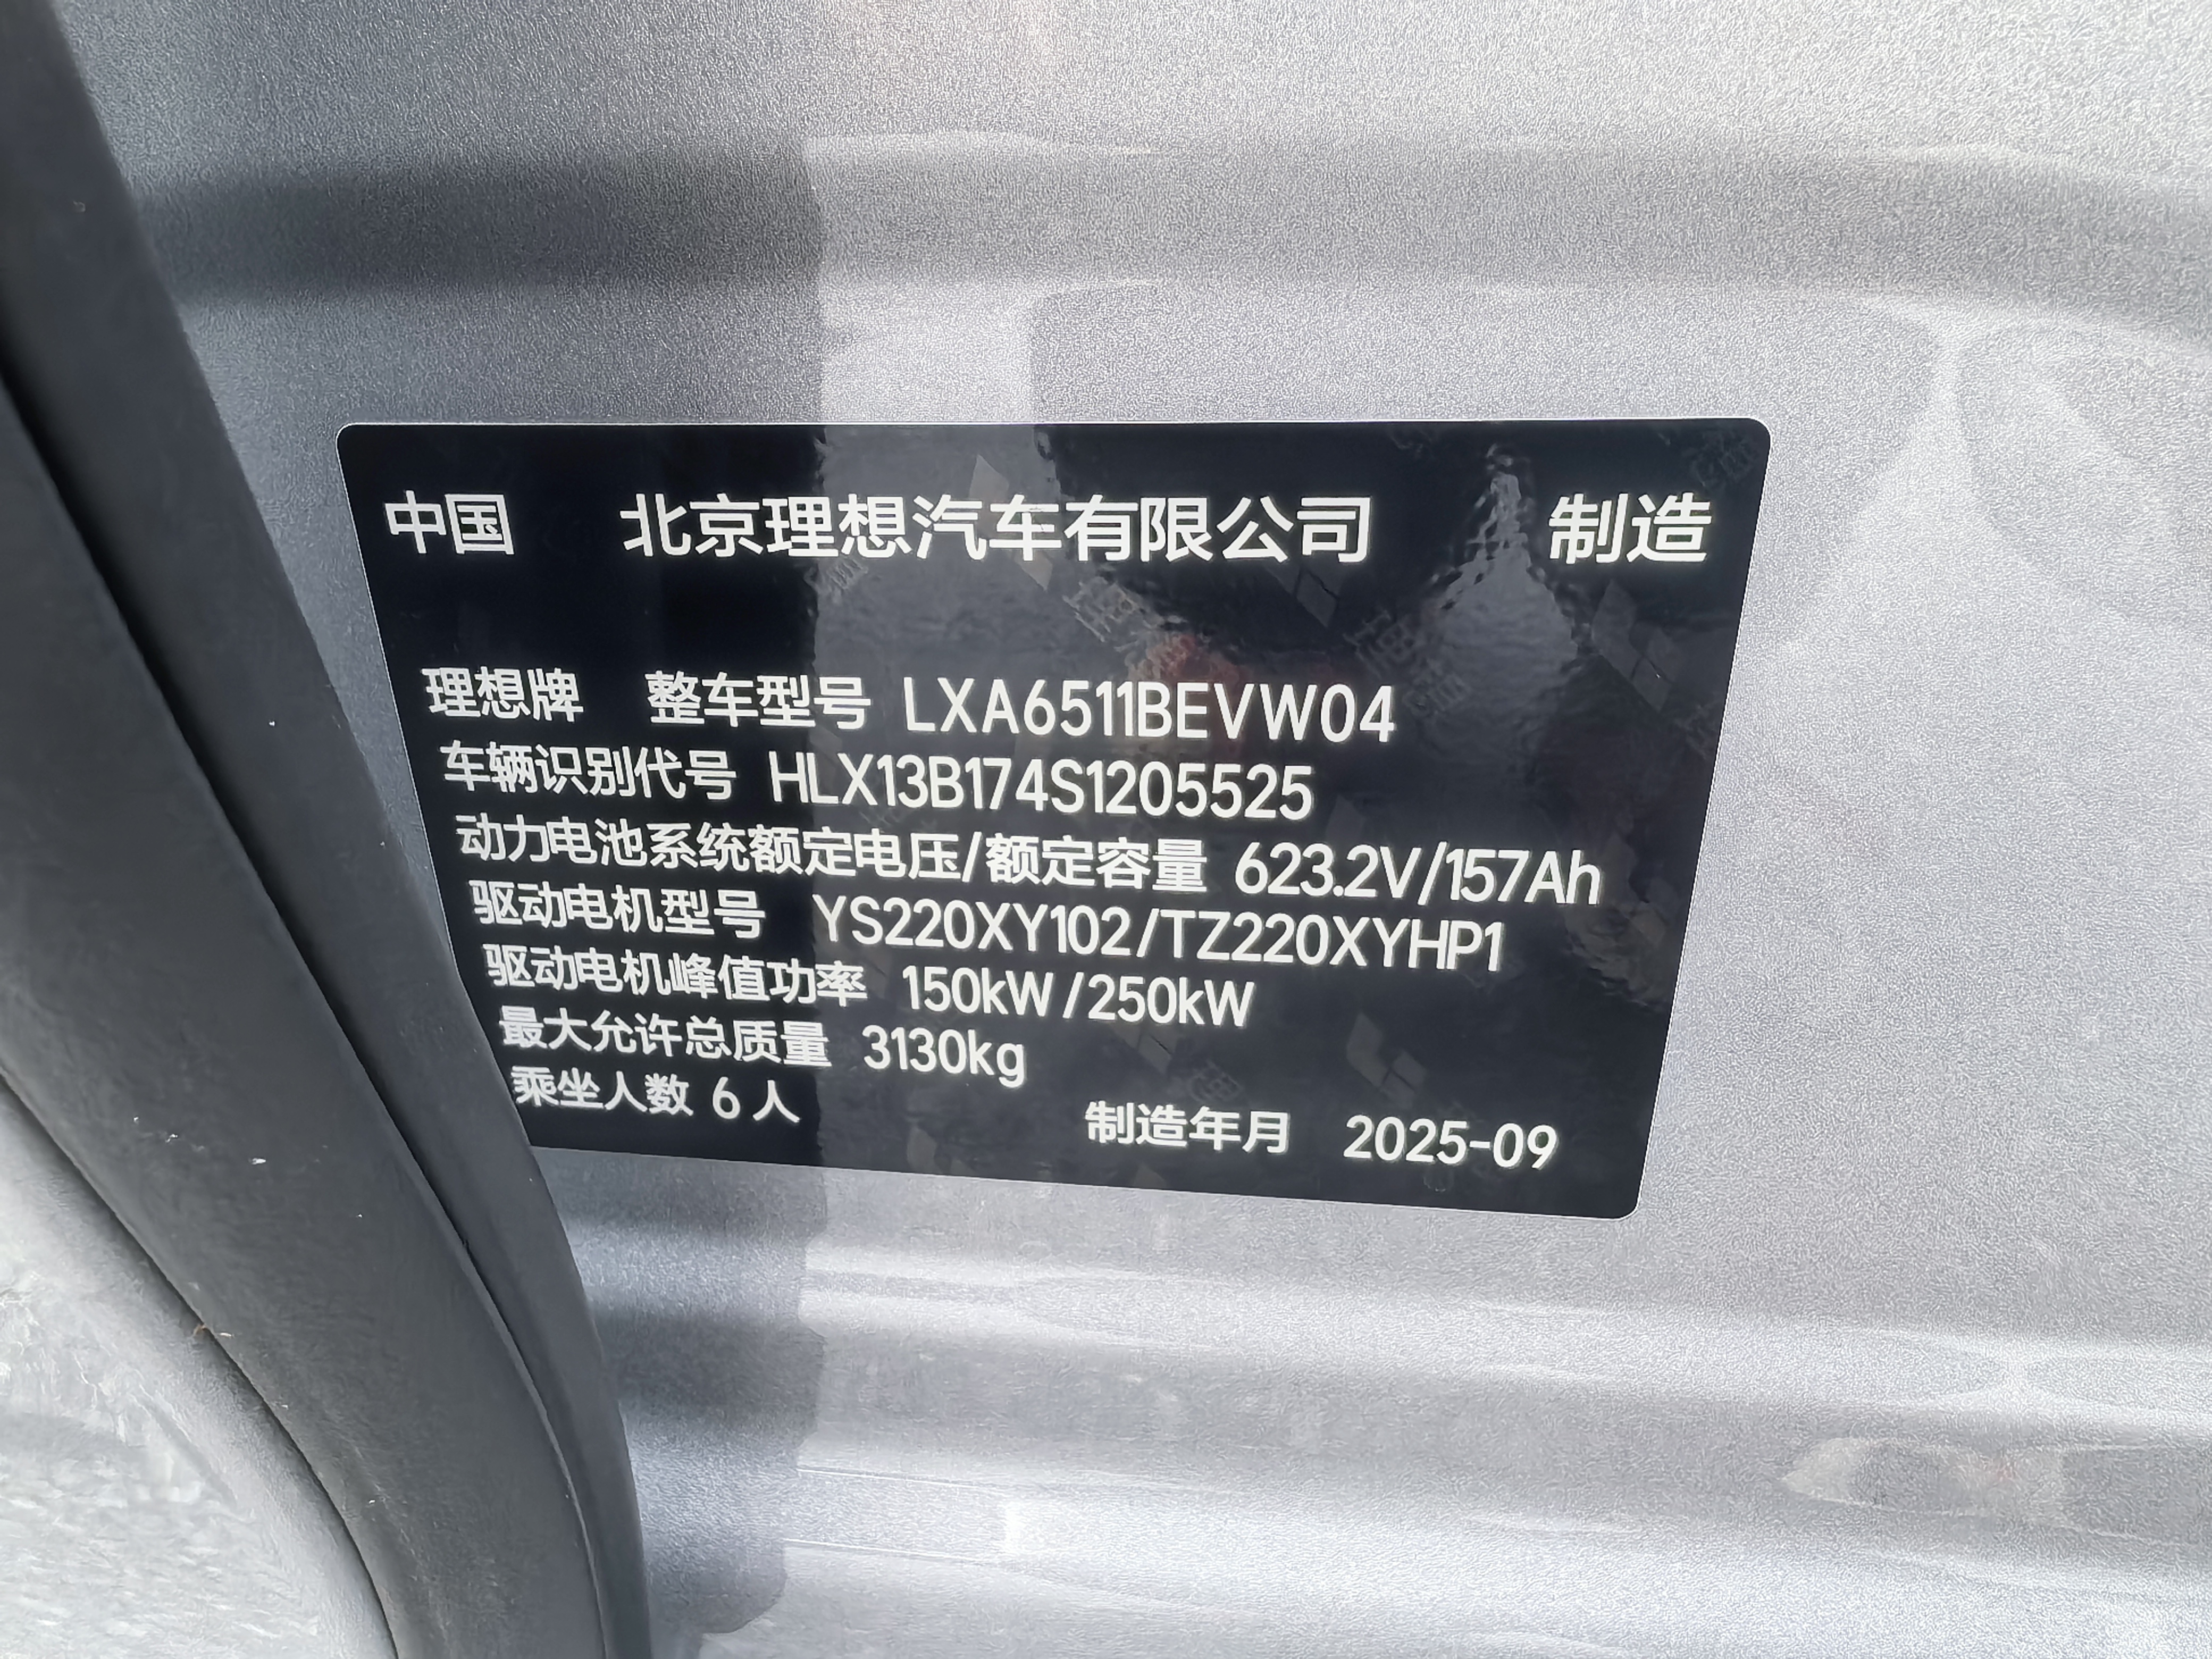 中国 北京理想汽车有限公司 制造
理想牌 整车型号 LXA6511BEVW04
车辆识别代号 HLX13B174S1205525
动力电池系统额定电压/额定容量 623.2V/157Ah
驱动电机型号 YS220XY102/TZ220XYHP1
驱动电机峰值功率 150kW/250kW
最大允许总质量 3130kg
乘坐人数 6人
制造年月 2025-09